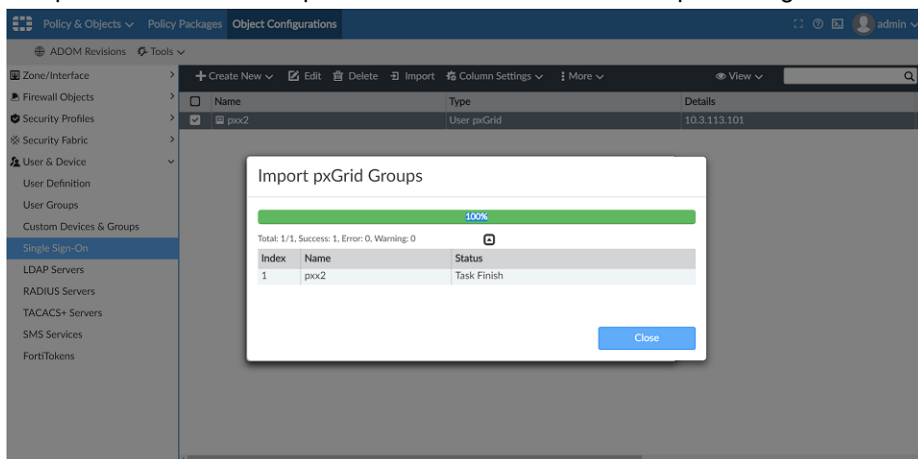 Policy & Objects Policy Packages Object Configurations admin
ADOM Revisions Tools
Zone/Interface
Firewall Objects
Security Profiles
Security Fabric
User & Device
User Definition
User Groups
Custom Devices & Groups
Single Sign-On
LDAP Servers
RADIUS Servers
TACACS+ Servers
SMS Services
FortiTokens
Create New Edit Delete Import Column Settings More View
Name Type Details
pxx2 User pxGrid 10.3.113.101
Import pxGrid Groups
100%
Total: 1/1, Success: 1, Error: 0, Warning: 0
Index Name Status
1 pxx2 Task Finish
Close